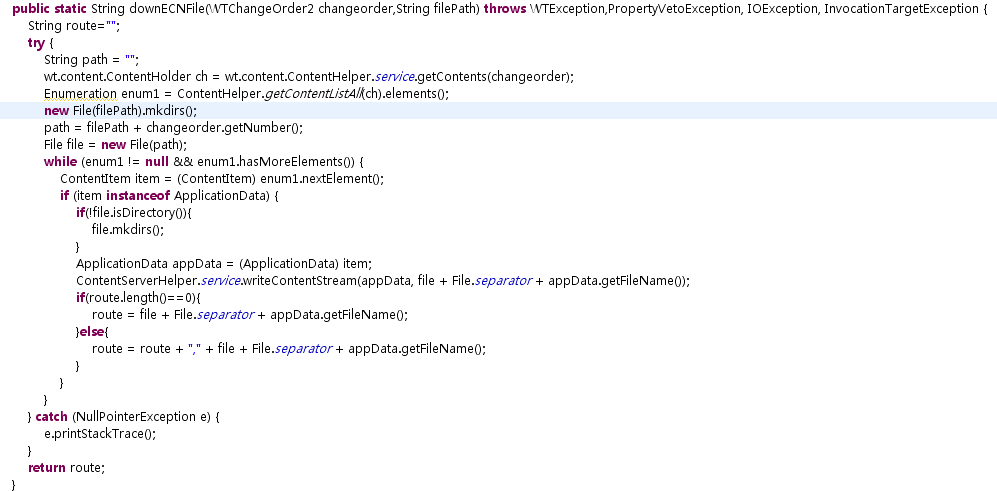 public static String downECNFile(WTChangeOrder2 changeorder,String filePath) throws WTException,PropertyVetoException, IOException, InvocationTargetException {
String route="";
try {
String path = "";
wt.content.ContentHolder ch = wt.content.ContentHelper.service.getContents(changeorder);
Enumeration enum1 = ContentHelper.getContentListAll(ch).elements();
new File(filePath).mkdirs();
path = filePath + changeorder.getNumber();
File file = new File(path);
while (enum1 != null && enum1.hasMoreElements()) {
ContentItem item = (ContentItem) enum1.nextElement();
if (item instanceof ApplicationData) {
if(!file.isDirectory()){
file.mkdirs();
}
ApplicationData appData = (ApplicationData) item;
ContentServerHelper.service.writeContentStream(appData, file + File.separator + appData.getFileName());
if(route.length()==0){
route = file + File.separator + appData.getFileName();
}else{
route = route + "," + file + File.separator + appData.getFileName();
}
}
}
} catch (NullPointerException e) {
e.printStackTrace();
}
return route;
}